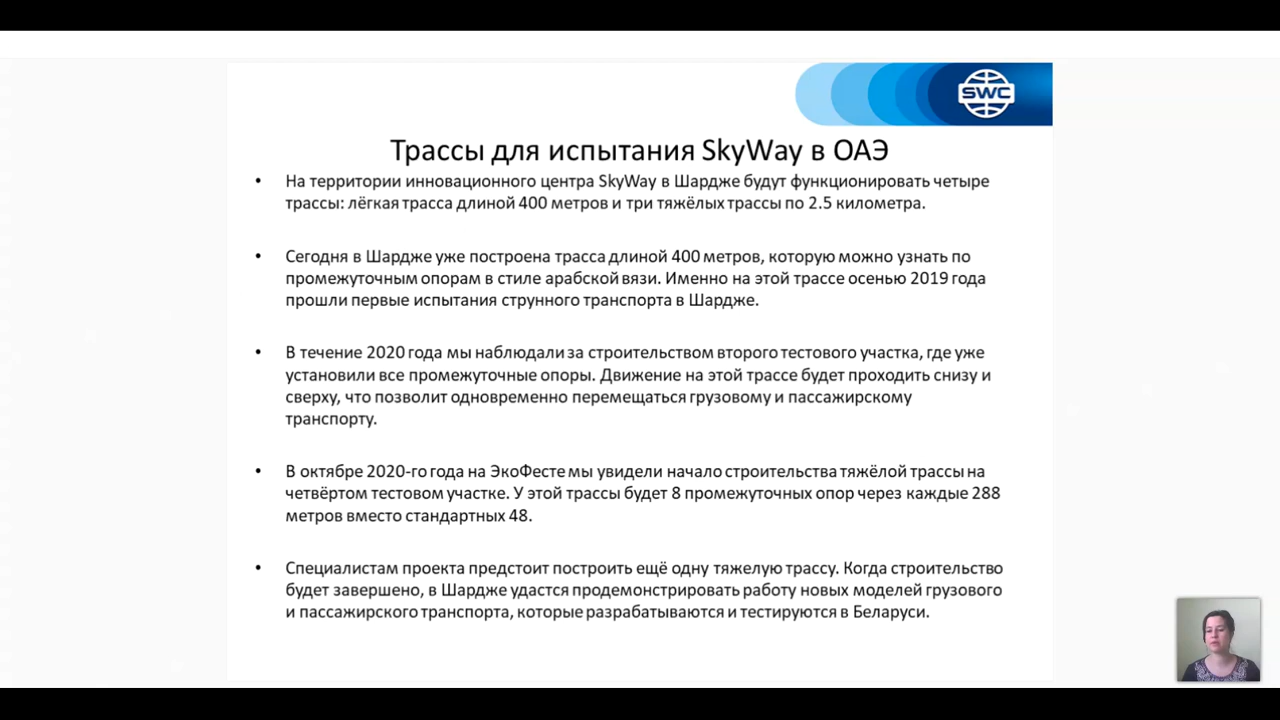 SWC
Трассы для испытания SkyWay в ОАЭ
• На территории инновационного центра SkyWay в Шардже будут функционировать четыре
трассы: лёгкая трасса длиной 400 метров и три тяжёлых трассы по 2.5 километра.
• Сегодня в Шардже уже построена трасса длиной 400 метров, которую можно узнать по
промежуточным опорам в стиле арабской вязи. Именно на этой трассе осенью 2019 года
прошли первые испытания струнного транспорта в Шардже.
• В течение 2020 года мы наблюдали за строительством второго тестового участка, где уже
установили все промежуточные опоры. Движение на этой трассе будет проходить снизу и
сверху, что позволит одновременно перемещаться грузовому и пассажирскому
транспорту.
• В октябре 2020-го года на ЭкоФесте мы увидели начало строительства тяжёлой трассы на
четвёртом тестовом участке. У этой трассы будет 8 промежуточных опор через каждые 288
метров вместо стандартных 48.
• Специалистам проекта предстоит построить ещё одну тяжелую трассу. Когда строительство
будет завершено, в Шардже удастся продемонстрировать работу новых моделей грузового
и пассажирского транспорта, которые разрабатываются и тестируются в Беларуси.